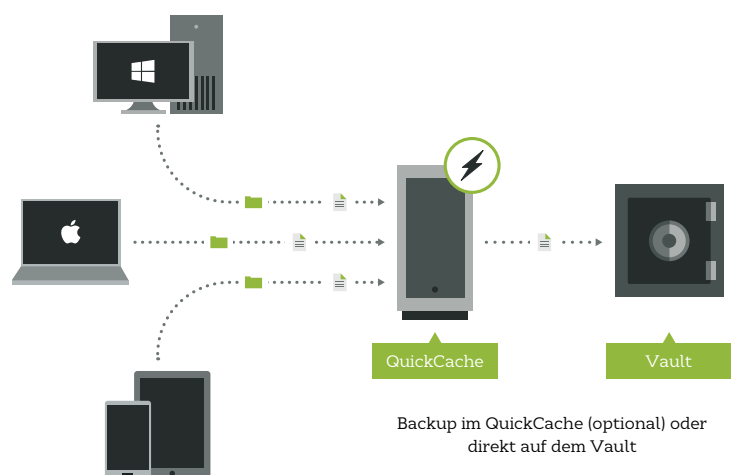 QuickCache
Vault
Backup im QuickCache (optional) oder
direkt auf dem Vault